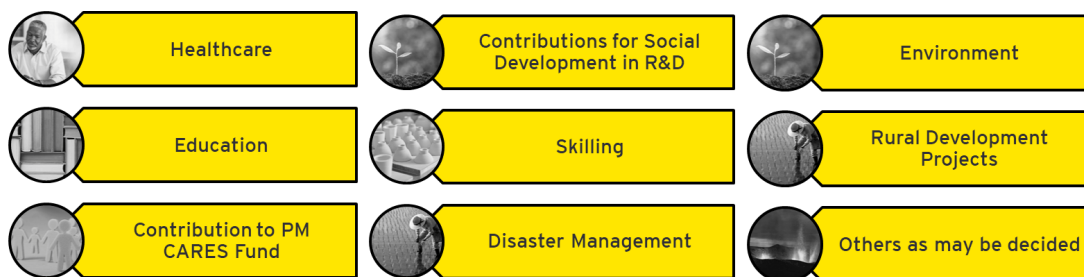 Healthcare
Contributions for Social
Development in R&D
Environment
Education
Skilling
Rural Development
Projects
Contribution to PM
CARES Fund
Disaster Management
Others as may be decided